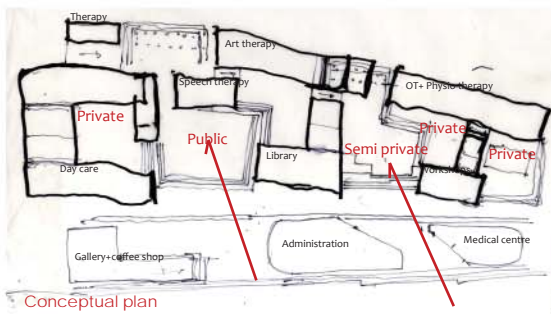 Therapy
Art therapy
Speech therapy
OT+ Physio therapy
Private
Public
Private
Semi private
Private
Library
Day care
Workshops
Administration
Medical centre
Gallery+coffee shop
Conceptual plan